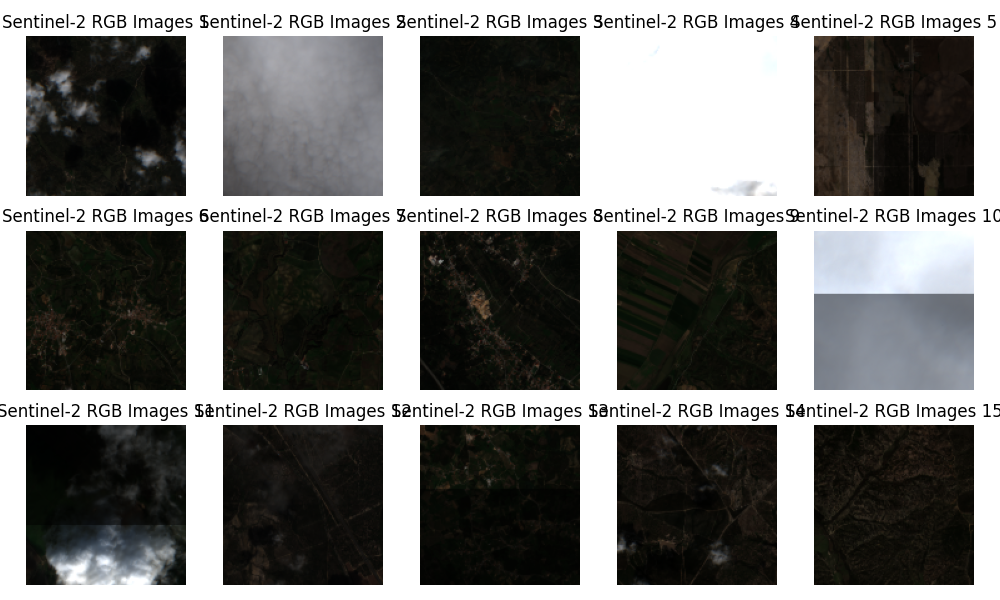 Sentinel-2 RGB Images 1 Sentinel-2 RGB Images 2 Sentinel-2 RGB Images 3 Sentinel-2 RGB Images 4 Sentinel-2 RGB Images 5
Sentinel-2 RGB Images 6 Sentinel-2 RGB Images 7 Sentinel-2 RGB Images 8 Sentinel-2 RGB Images 9 Sentinel-2 RGB Images 10
Sentinel-2 RGB Images 11 Sentinel-2 RGB Images 12 Sentinel-2 RGB Images 13 Sentinel-2 RGB Images 14 Sentinel-2 RGB Images 15